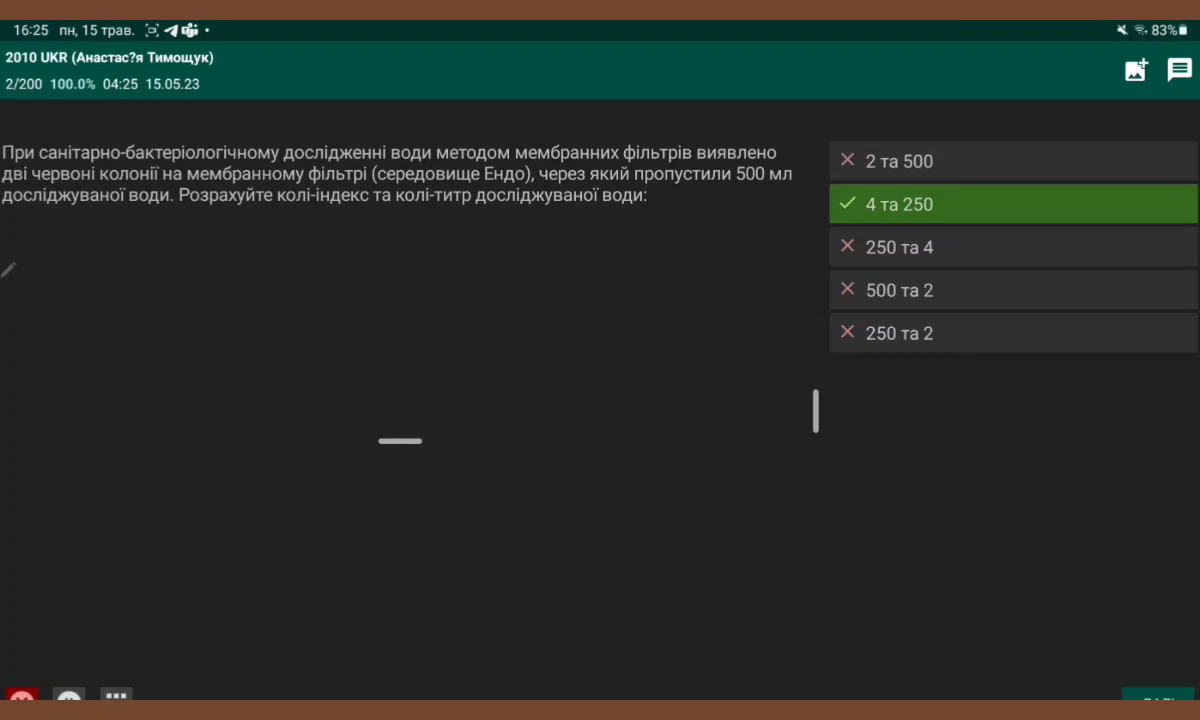 16:25 пн, 15 трав.
83%
2010 UKR (Анастас?я Тимощук)
2/200 100.0% 04:25 15.05.23
При санітарно-бактеріологічному дослідженні води методом мембранних фільтрів виявлено
дві червоні колонії на мембранному фільтрі (середовище Ендо), через який пропустили 500 мл
досліджуваної води. Розрахуйте колі-індекс та колі-титр досліджуваної води:
2 та 500
4 та 250
250 та 4
500 та 2
250 та 2